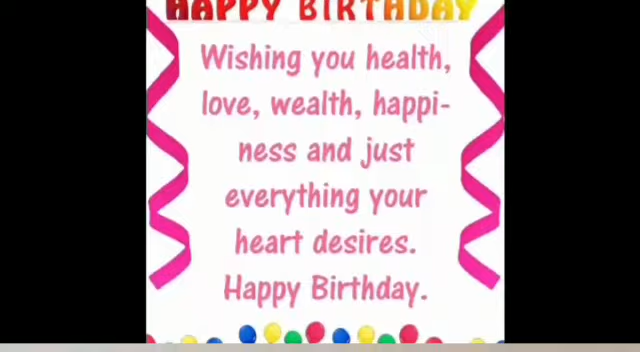 HAPPY BIRTHDAY
Wishing you health,
love, wealth, happi-
ness and just
everything your
heart desires.
Happy Birthday.